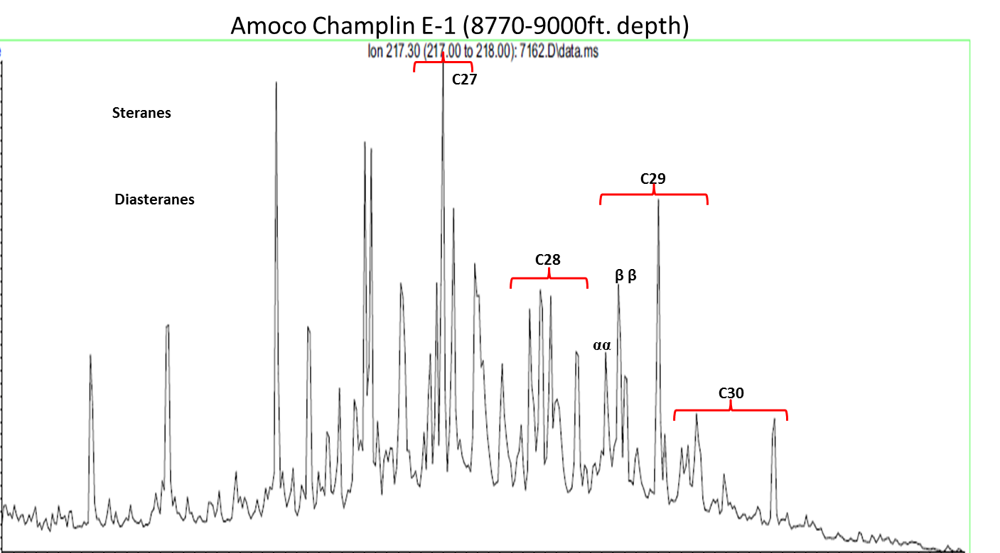 Amoco Champlin E-1 (8770-9000ft. depth)
Ion 217.30 (217.00 to 218.00): 7162.D\data.ms
C27
Steranes
C29
Diasteranes
C28
β β
αα
C30